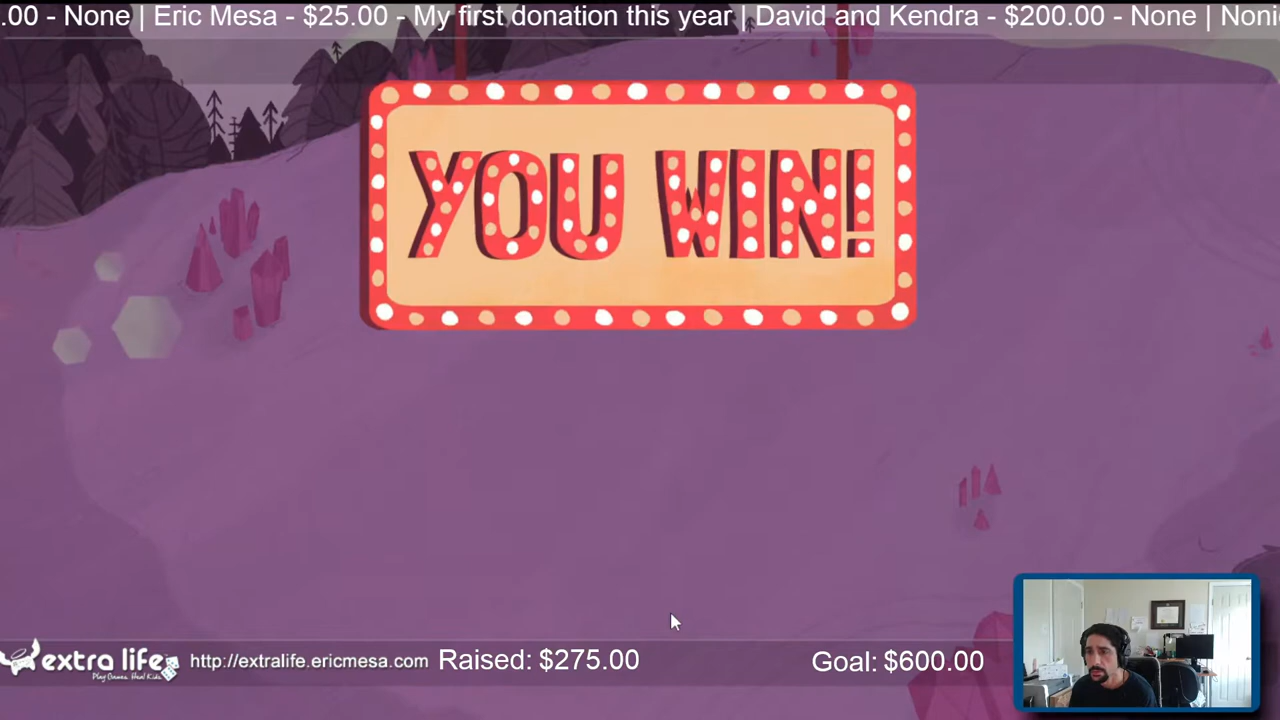 .00 - None | Eric Mesa - $25.00 - My first donation this year | David and Kendra - $200.00 - None | Noni
YOU WIN!
extra life
Play Games. Heal Kids.
http://extralife.ericmesa.com
Raised: $275.00
Goal: $600.00